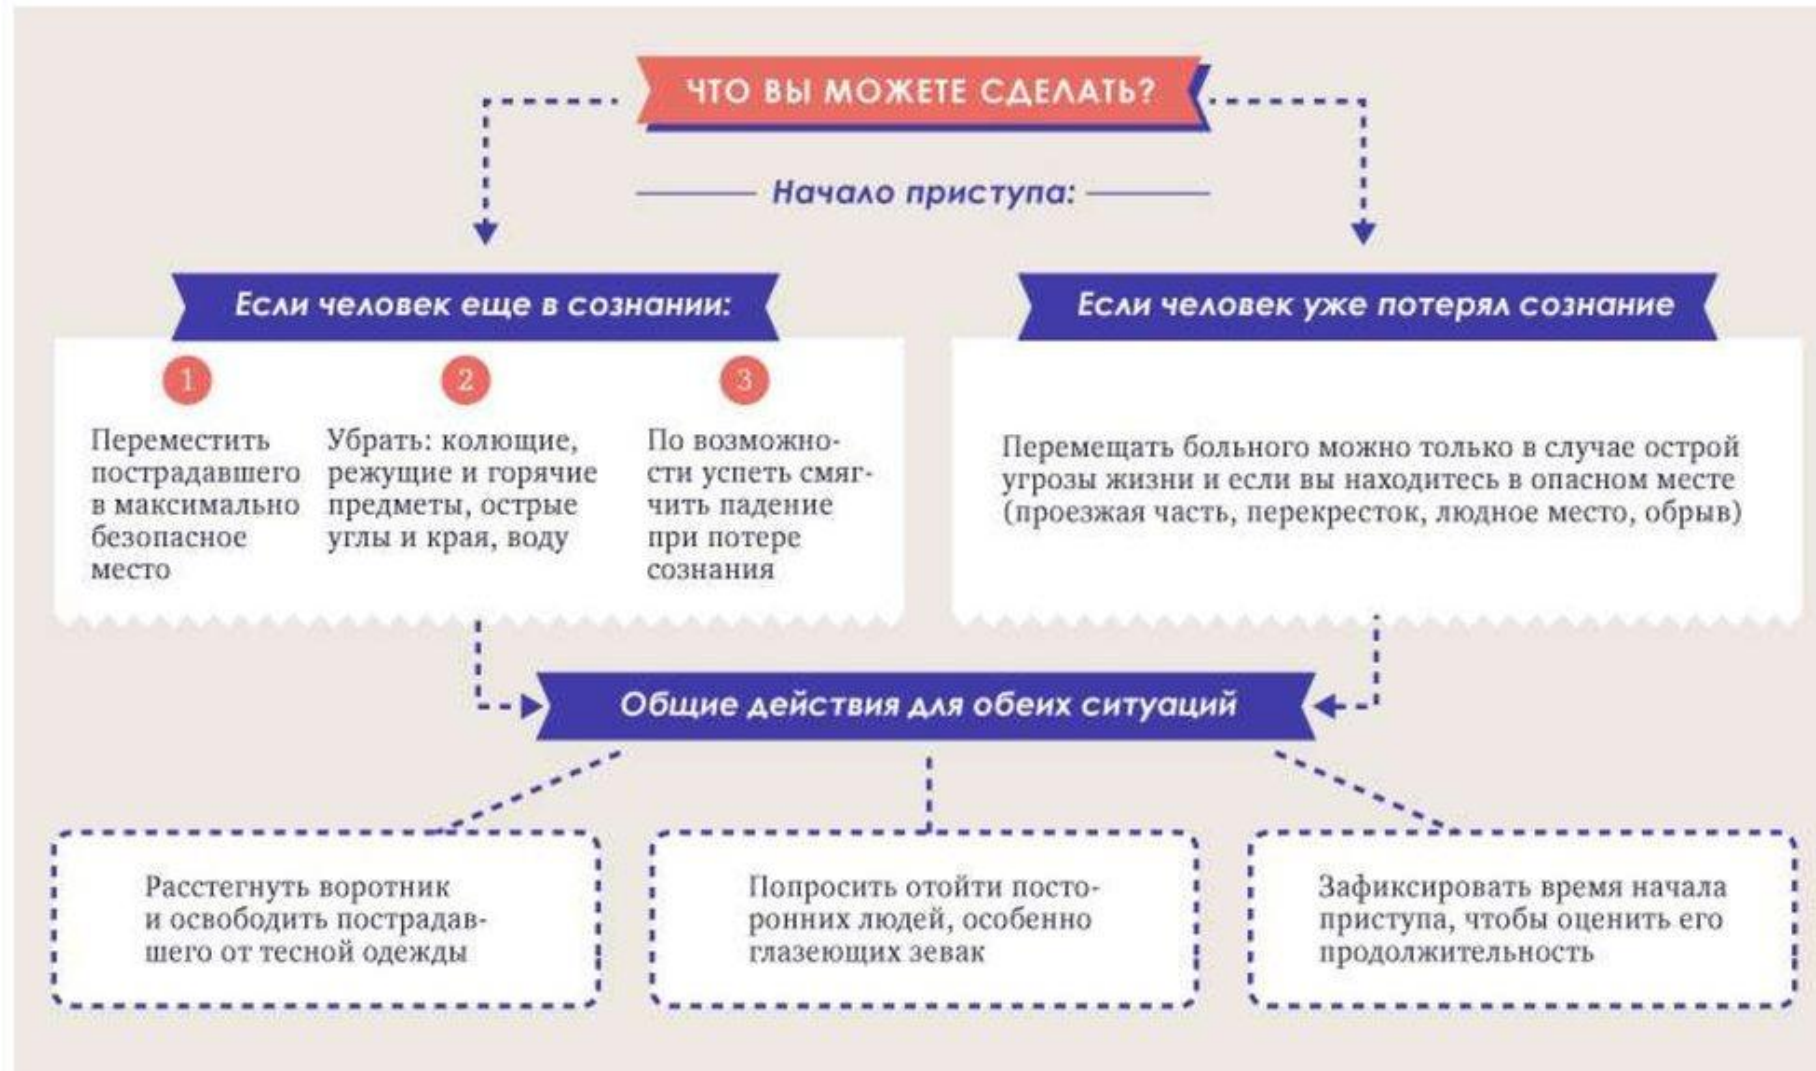 ЧТО ВЫ МОЖЕТЕ СДЕЛАТЬ?
Начало приступа:
Если человек еще в сознании:
1
Переместить
пострадавшего
в максимально
безопасное
место
2
Убрать: колющие,
режущие и горячие
предметы, острые
углы и края, воду
3
По возможно-
сти успеть смяг-
чить падение
при потере
сознания
Если человек уже потерял сознание
Перемещать больного можно только в случае острой
угрозы жизни и если вы находитесь в опасном месте
(проезжая часть, перекресток, людное место, обрыв)
Общие действия для обеих ситуаций
Расстегнуть воротник
и освободить пострадав-
шего от тесной одежды
Попросить отойти посто-
ронних людей, особенно
глазеющих зевак
Зафиксировать время начала
приступа, чтобы оценить его
продолжительность